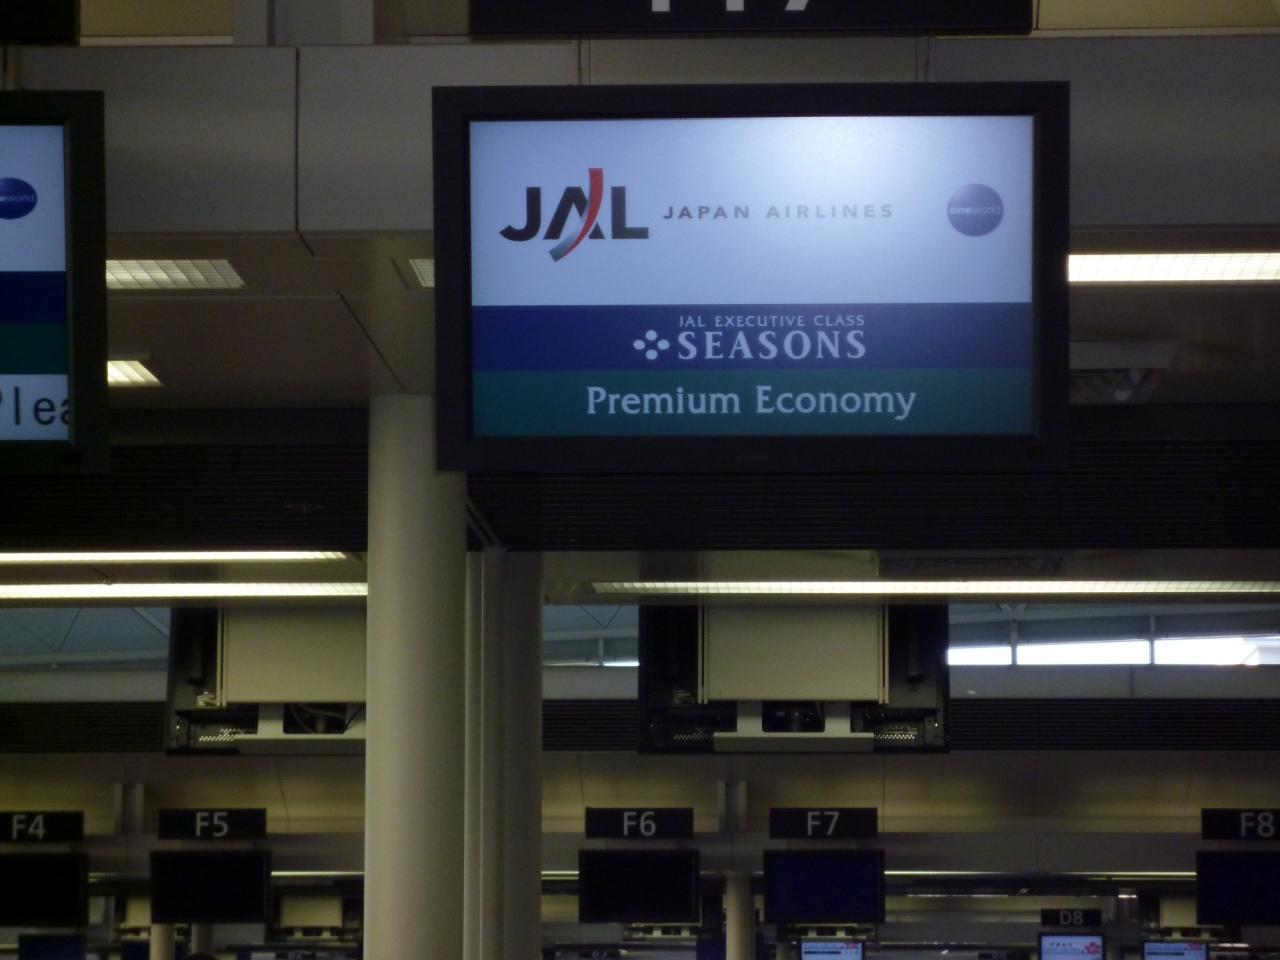 oneworld
Plea
JAL JAPAN AIRLINES oneworld
JAL EXECUTIVE CLASS
SEASONS
Premium Economy
F4
F5
F6
F7
F8
D8